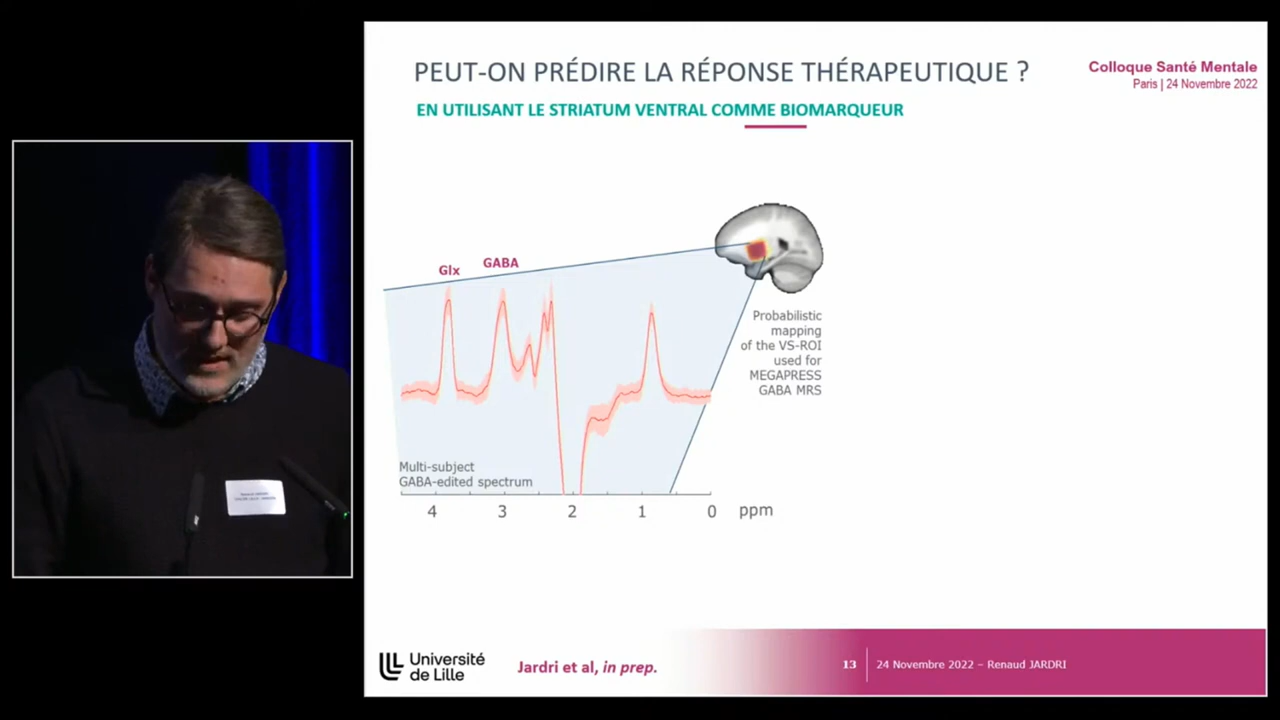 PEUT-ON PRÉDIRE LA RÉPONSE THÉRAPEUTIQUE ?
EN UTILISANT LE STRIATUM VENTRAL COMME BIOMARQUEUR
Colloque Santé Mentale
Paris | 24 Novembre 2022
Glx
GABA
Probabilistic
mapping
of the VS-ROI
used for
MEGAPRESS
GABA MRS
Multi-subject
GABA-edited spectrum
4 3 2 1 0 ppm
Université
de Lille
Jardri et al, in prep.
13
24 Novembre 2022 – Renaud JARDRI